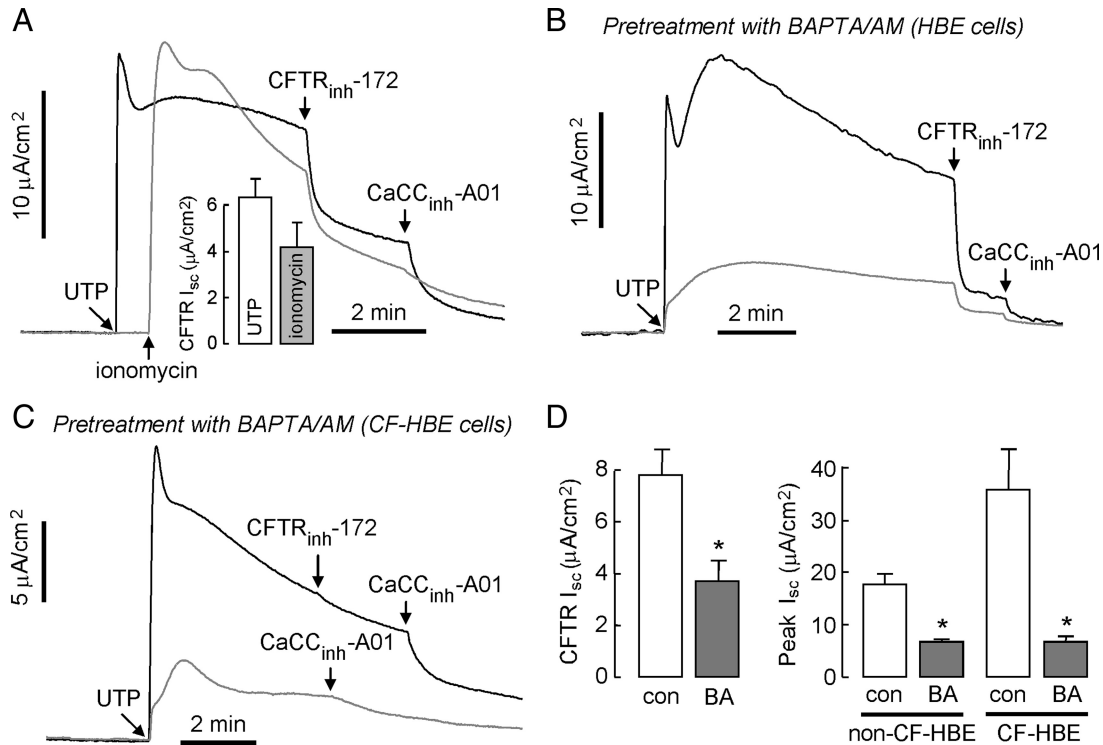 A
10 µA/cm2
UTP
ionomycin
CFTRinh-172
CaCCinh-A01
2 min
CFTR Isc (µA/cm2)
6
4
2
0
UTP
ionomycin
B
Pretreatment with BAPTA/AM (HBE cells)
10 µA/cm2
UTP
CFTRinh-172
CaCCinh-A01
2 min
C
Pretreatment with BAPTA/AM (CF-HBE cells)
5 µA/cm2
UTP
CFTRinh-172
CaCCinh-A01
CaCCinh-A01
2 min
D
CFTR Isc (µA/cm2)
8
6
4
2
0
*
con BA
Peak Isc (µA/cm2)
40
30
20
10
0
* *
con BA con BA
non-CF-HBE CF-HBE